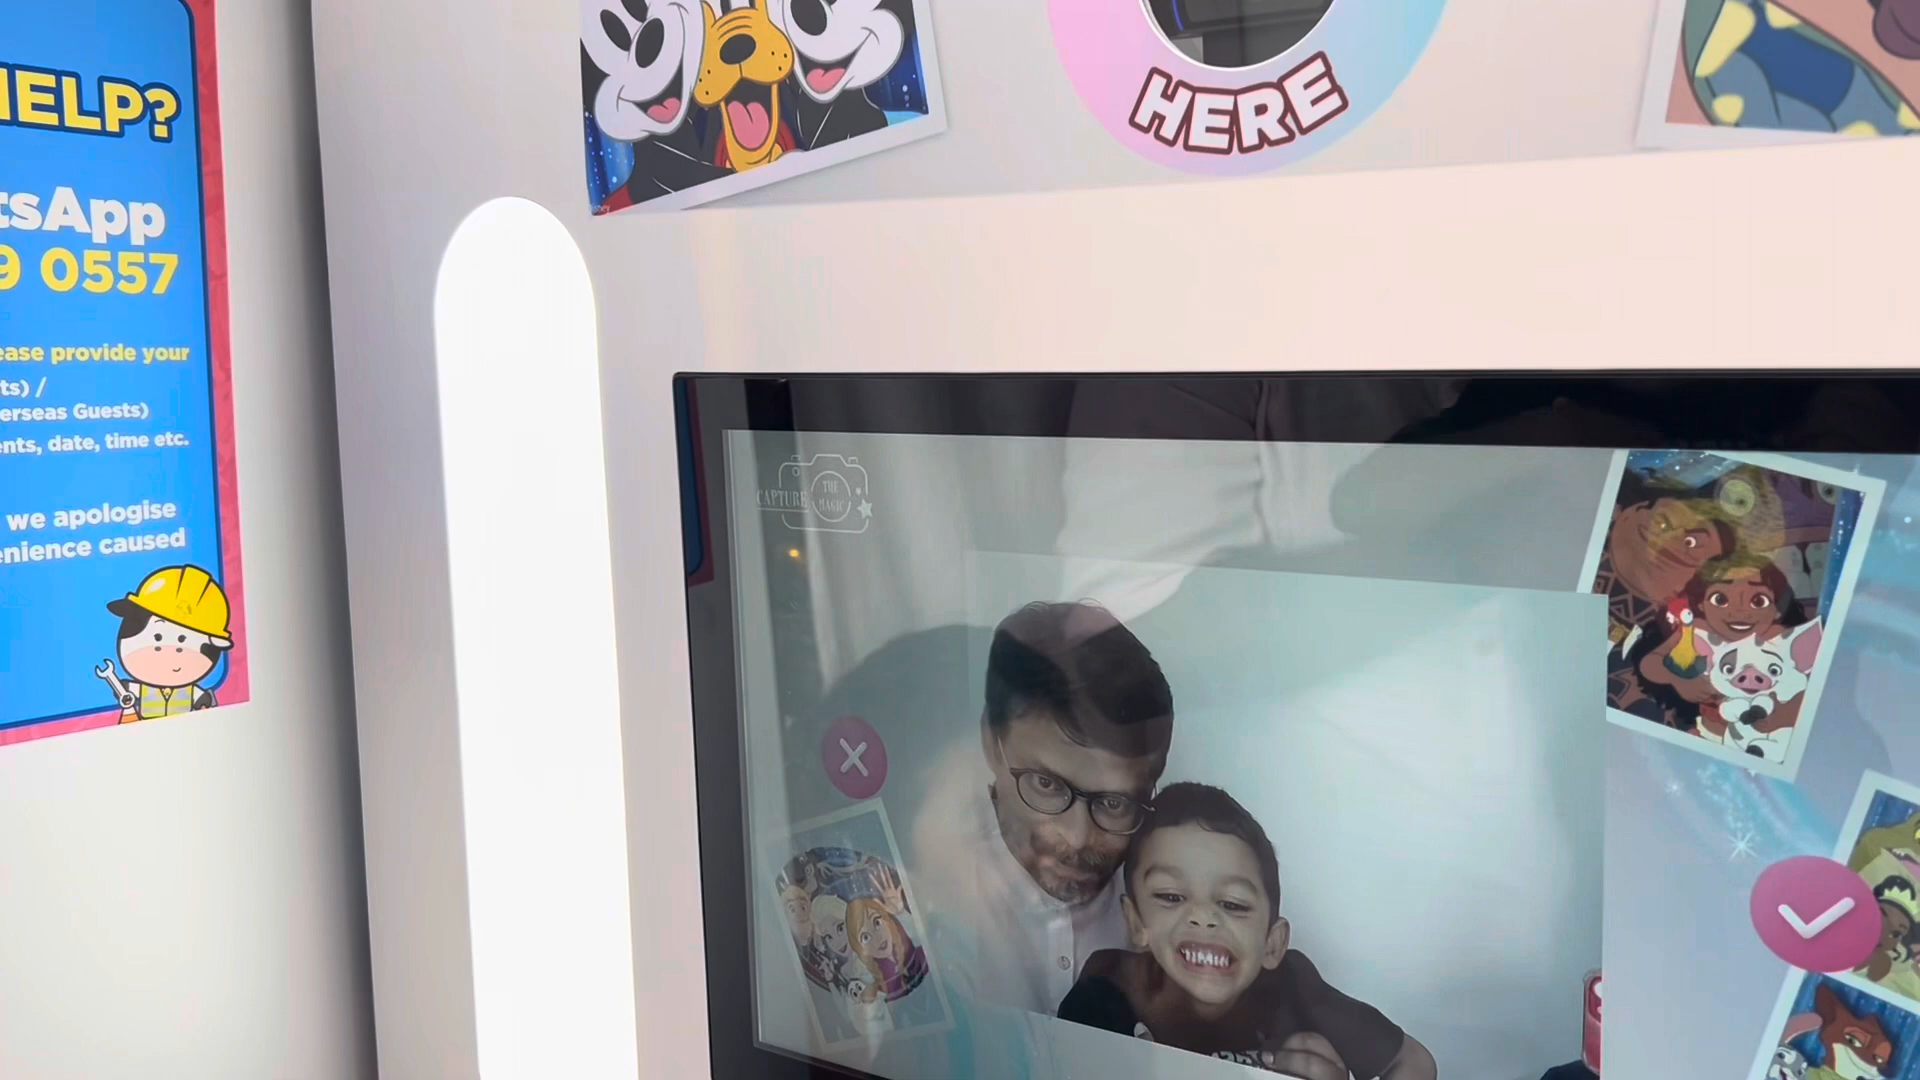 HELP?
tsApp
9 0557
ease provide your
ts) /
erseas Guests)
ents, date, time etc.
we apologise
enience caused
HERE
CAPTURE
THE
MAGIC